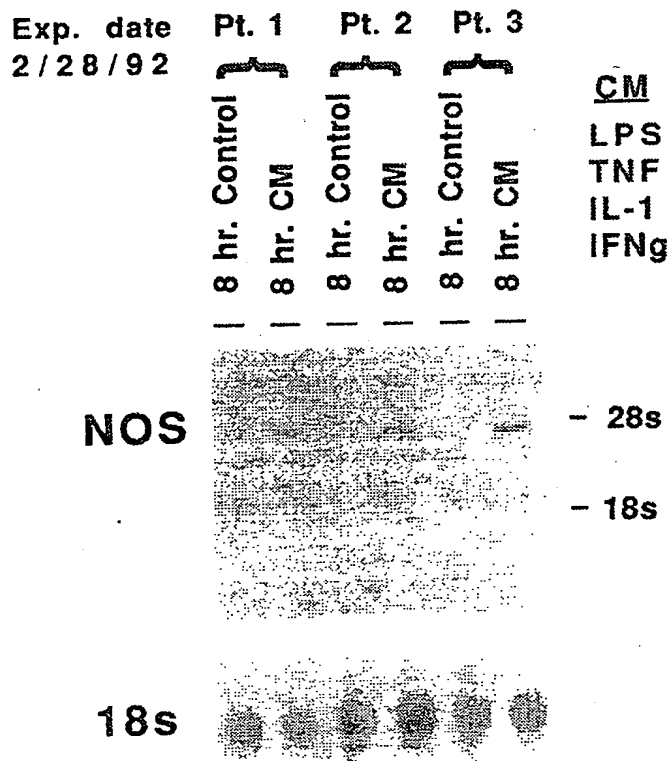 Exp. date
2/28/92
Pt. 1
Pt. 2
Pt. 3
8 hr. Control
8 hr. CM
8 hr. Control
8 hr. CM
8 hr. Control
8 hr. CM
CM
LPS
TNF
IL-1
IFNg
NOS
- 28s
- 18s
18s